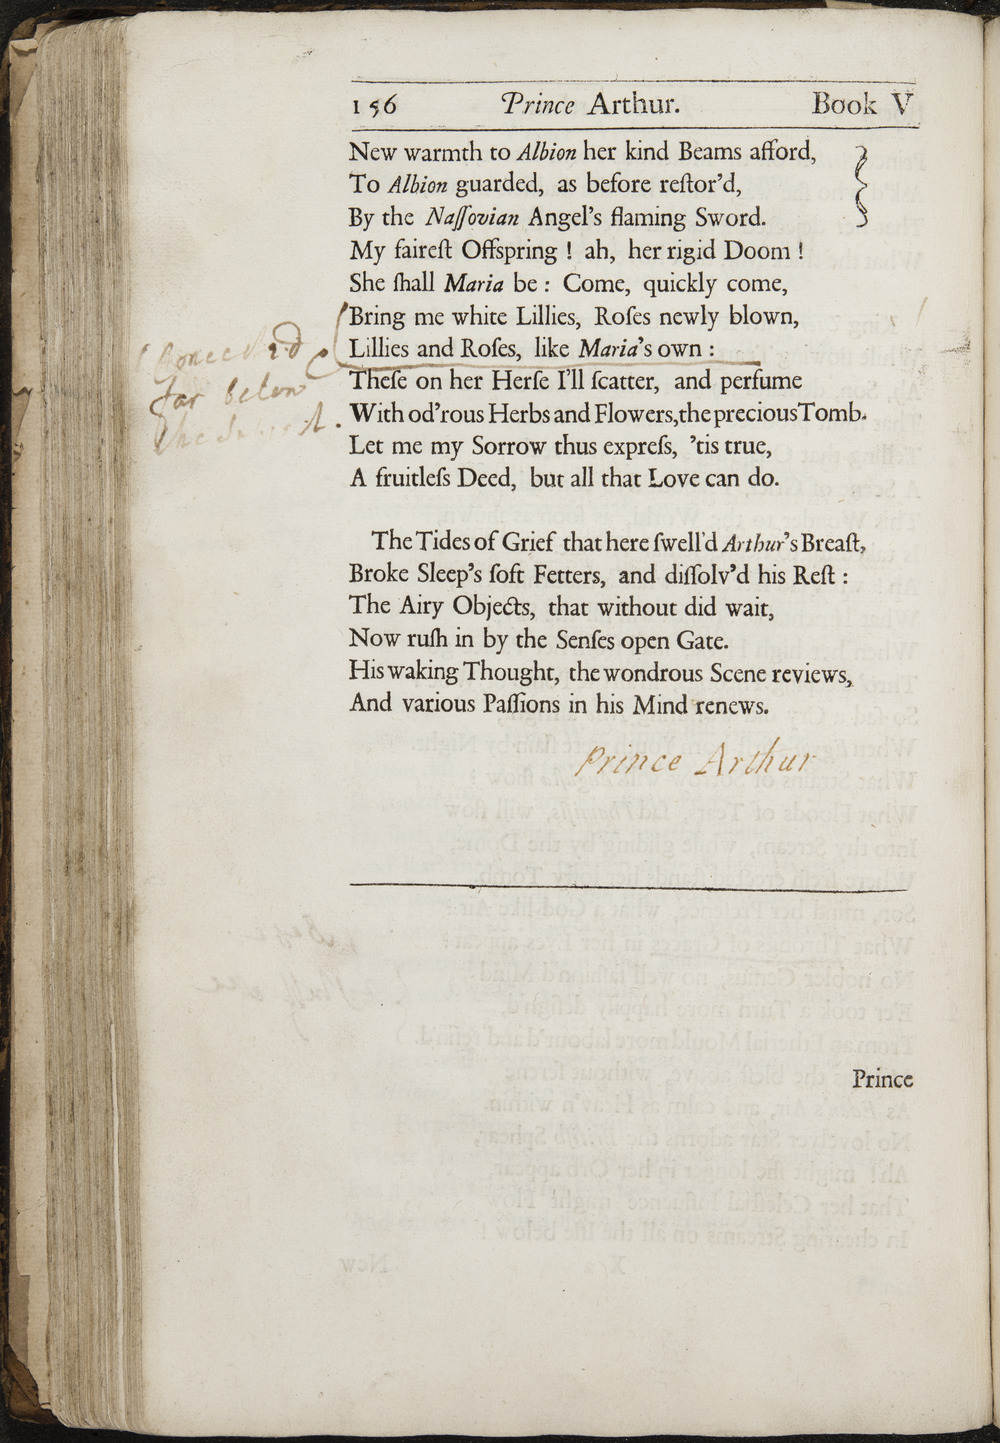 156 Prince Arthur. Book V
New warmth to Albion her kind Beams afford,
To Albion guarded, as before reſtor'd,
By the Naſſovian Angel's flaming Sword.
My faireſt Offspring ! ah, her rigid Doom !
She ſhall Maria be : Come, quickly come,
Bring me white Lillies, Roſes newly blown,
Lillies and Roſes, like Maria's own :
Theſe on her Herſe I'll ſcatter, and perfume
With od'rous Herbs and Flowers, the precious Tomb.
Let me my Sorrow thus expreſs, 'tis true,
A fruitleſs Deed, but all that Love can do.
far below
the
The Tides of Grief that here ſwell'd Arthur's Breaſt,
Broke Sleep's ſoft Fetters, and diſſolv'd his Reſt :
The Airy Objects, that without did wait,
Now ruſh in by the Senſes open Gate.
His waking Thought, the wondrous Scene reviews,
And various Paſſions in his Mind renews.
Prince Arthur
Prince